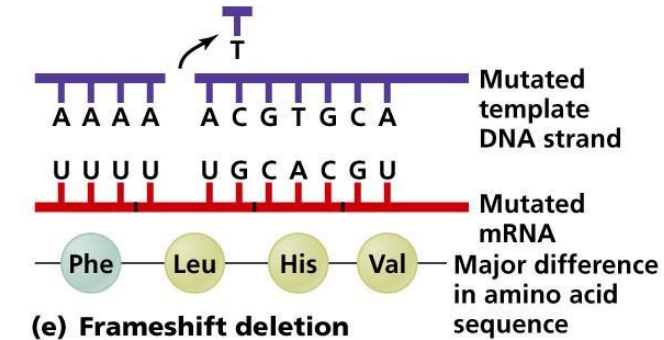 T
A A A A A C G T G C A
Mutated
template
DNA strand
U U U U U G C A C G U
Mutated
mRNA
Phe Leu His Val
Major difference
in amino acid
sequence
(e) Frameshift deletion